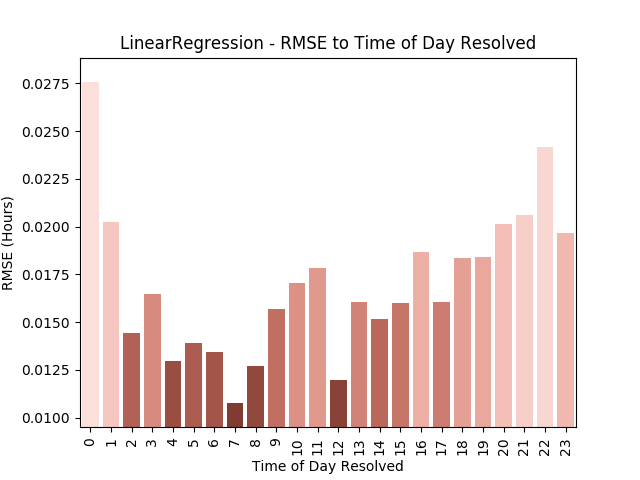 LinearRegression - RMSE to Time of Day Resolved
0.0275
0.0250
0.0225
0.0200
0.0175
0.0150
0.0125
0.0100
RMSE (Hours)
0 1 2 3 4 5 6 7 8 9 10 11 12 13 14 15 16 17 18 19 20 21 22 23
Time of Day Resolved